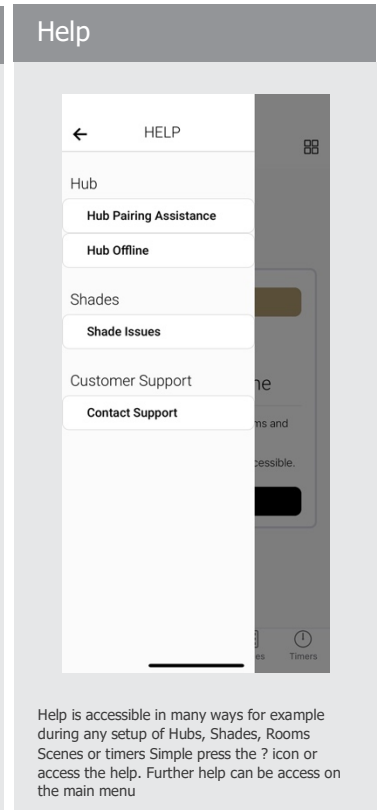 Help
HELP
Hub
Hub Pairing Assistance
Hub Offline
Shades
Shade Issues
Customer Support
Contact Support
ms and
cessible.
Timers
Help is accessible in many ways for example
during any setup of Hubs, Shades, Rooms
Scenes or timers Simple press the ? icon or
access the help. Further help can be access on
the main menu